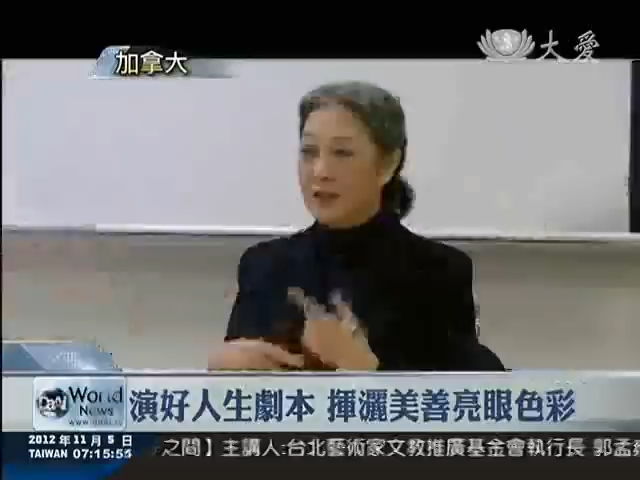 大愛
加拿大
DaAi World News
演好人生劇本 揮灑美善亮眼色彩
2012年11月5日
TAIWAN 07:15:55
之間】主講人:台北藝術家文教推廣基金會執行長 郭孟雍